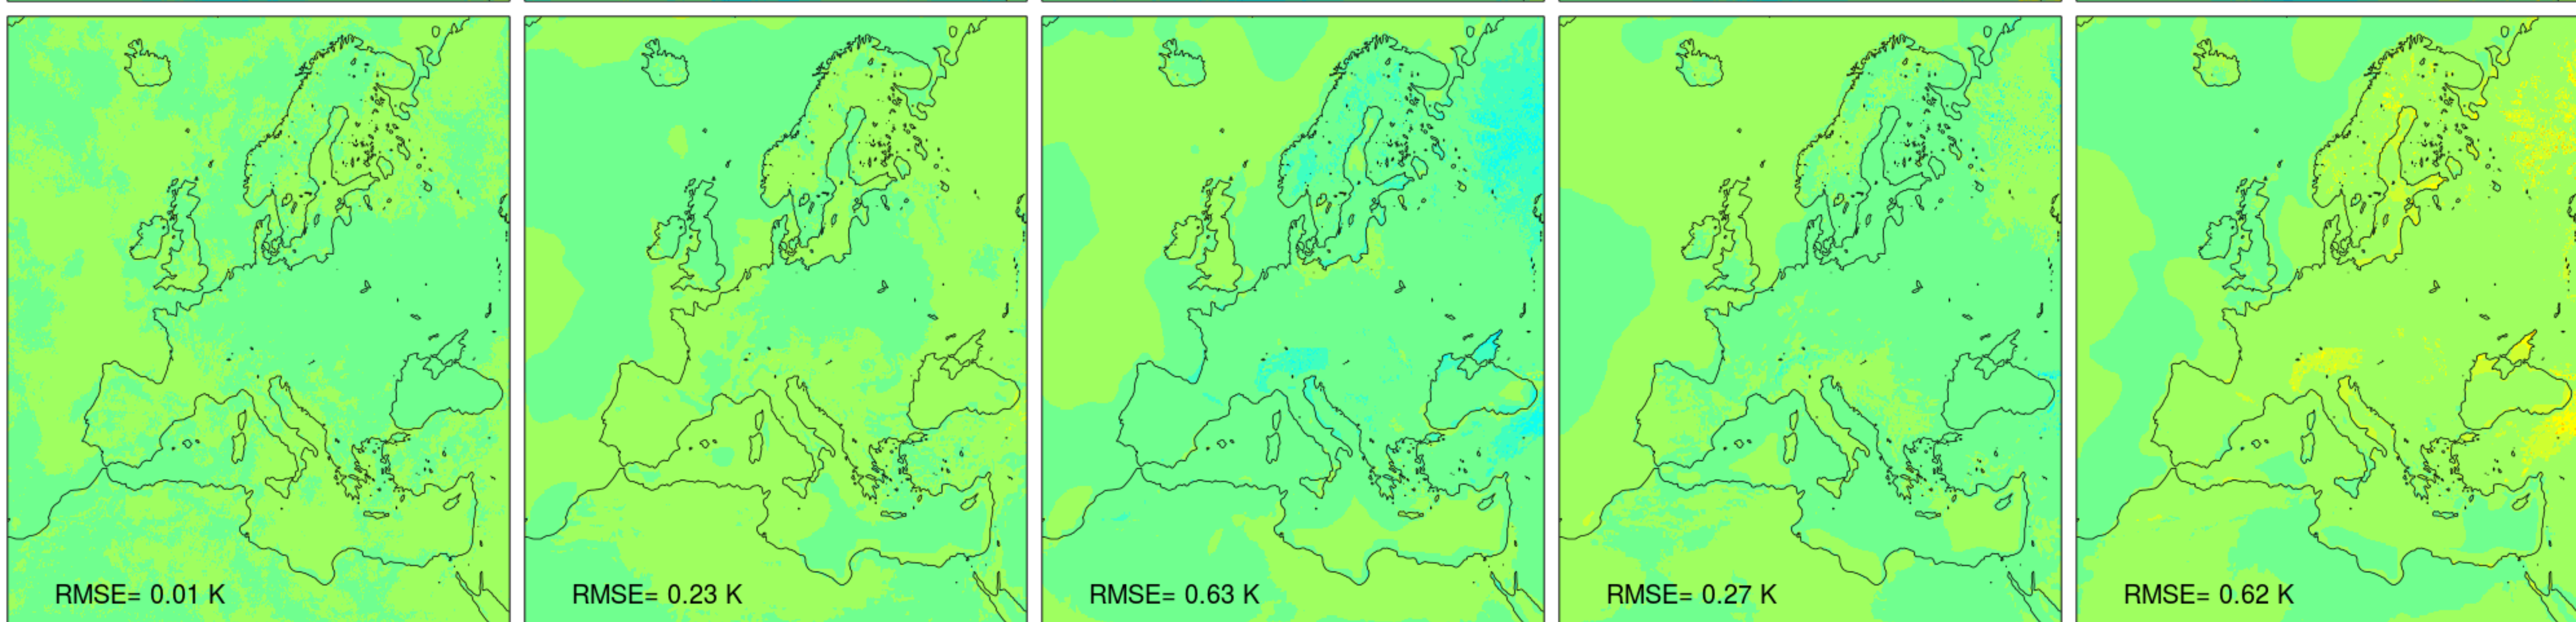 RMSE= 0.01 K
RMSE= 0.23 K
RMSE= 0.63 K
RMSE= 0.27 K
RMSE= 0.62 K